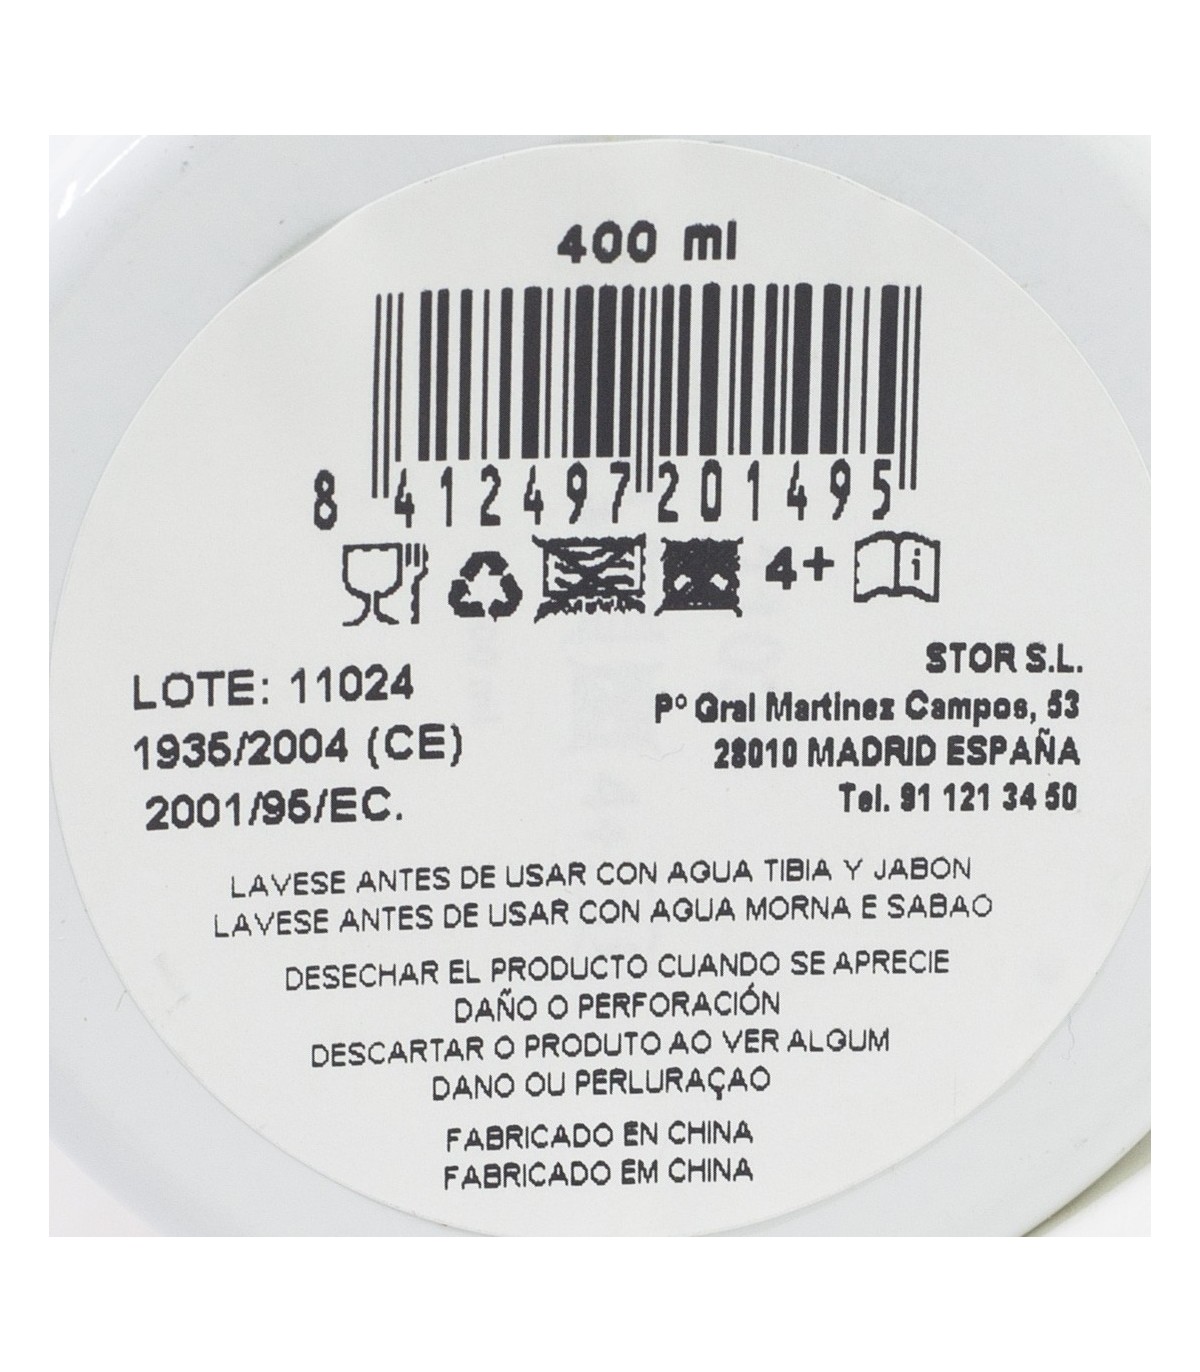 400 ml
8 412497 201495
4+ i
LOTE: 11024
1935/2004 (CE)
2001/95/EC.
STOR S.L.
Pº Gral Martinez Campos, 53
28010 MADRID ESPAÑA
Tel. 91 121 34 50
LAVESE ANTES DE USAR CON AGUA TIBIA Y JABON
LAVESE ANTES DE USAR CON AGUA MORNA E SABAO
DESECHAR EL PRODUCTO CUANDO SE APRECIE
DAÑO O PERFORACIÓN
DESCARTAR O PRODUTO AO VER ALGUM
DANO OU PERLURAÇAO
FABRICADO EN CHINA
FABRICADO EM CHINA